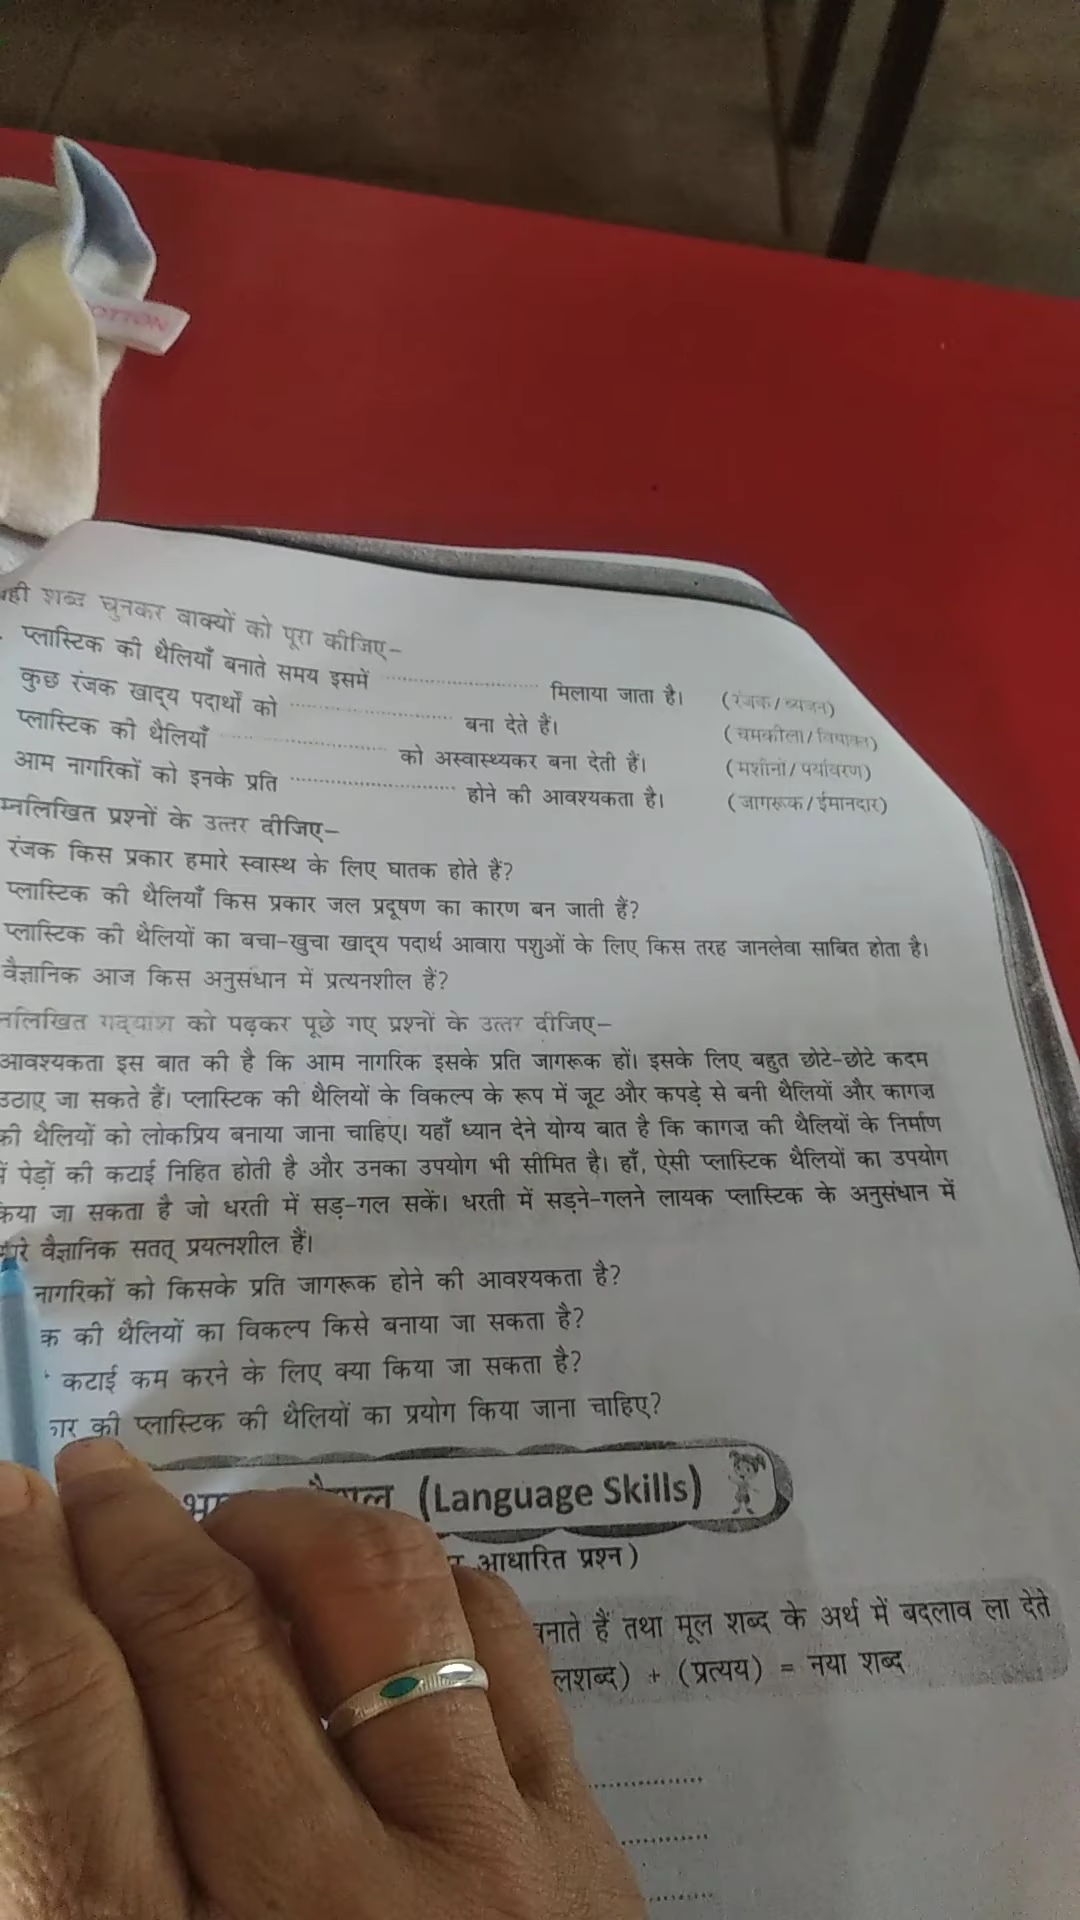 OTTON
शब्द चुनकर वाक्यों को पूरा कीजिए–
प्लास्टिक की थैलियाँ बनाते समय इसमें .......................... मिलाया जाता है। (रंजक/व्यंजन)
कुछ रंजक खाद्य पदार्थों को .......................... बना देते हैं। (चमकीला/विषाक्त)
प्लास्टिक की थैलियाँ .......................... को अस्वास्थ्यकर बना देती हैं। (मशीनों/पर्यावरण)
आम नागरिकों को इनके प्रति .......................... होने की आवश्यकता है। (जागरूक/ईमानदार)
म्नलिखित प्रश्नों के उत्तर दीजिए–
रंजक किस प्रकार हमारे स्वास्थ के लिए घातक होते हैं?
प्लास्टिक की थैलियाँ किस प्रकार जल प्रदूषण का कारण बन जाती हैं?
प्लास्टिक की थैलियों का बचा-खुचा खाद्य पदार्थ आवारा पशुओं के लिए किस तरह जानलेवा साबित होता है।
वैज्ञानिक आज किस अनुसंधान में प्रत्यनशील हैं?
नलिखित गद्यांश को पढ़कर पूछे गए प्रश्नों के उत्तर दीजिए–
आवश्यकता इस बात की है कि आम नागरिक इसके प्रति जागरूक हों। इसके लिए बहुत छोटे-छोटे कदम
उठाए जा सकते हैं। प्लास्टिक की थैलियों के विकल्प के रूप में जूट और कपड़े से बनी थैलियों और कागज़
की थैलियों को लोकप्रिय बनाया जाना चाहिए। यहाँ ध्यान देने योग्य बात है कि कागज़ की थैलियों के निर्माण
में पेड़ों की कटाई निहित होती है और उनका उपयोग भी सीमित है। हाँ, ऐसी प्लास्टिक थैलियों का उपयोग
किया जा सकता है जो धरती में सड़-गल सकें। धरती में सड़ने-गलने लायक प्लास्टिक के अनुसंधान में
वैज्ञानिक सतत् प्रयत्नशील हैं।
नागरिकों को किसके प्रति जागरूक होने की आवश्यकता है?
क की थैलियों का विकल्प किसे बनाया जा सकता है?
कटाई कम करने के लिए क्या किया जा सकता है?
की प्लास्टिक की थैलियों का प्रयोग किया जाना चाहिए?
(Language Skills)
आधारित प्रश्न)
बनाते हैं तथा मूल शब्द के अर्थ में बदलाव ला देते
लशब्द) + (प्रत्यय) = नया शब्द